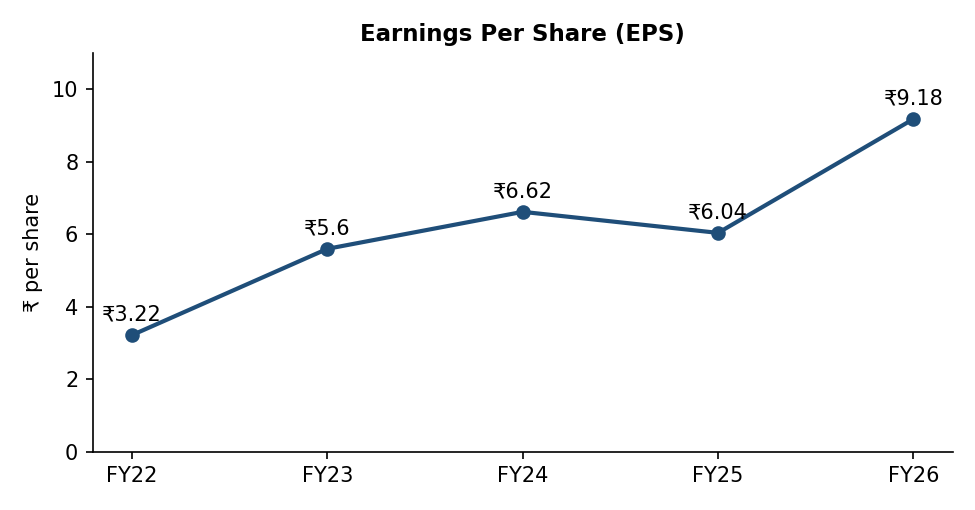 Earnings Per Share (EPS)
₹ per share
10
8
6
4
2
0
₹3.22
₹5.6
₹6.62
₹6.04
₹9.18
FY22
FY23
FY24
FY25
FY26